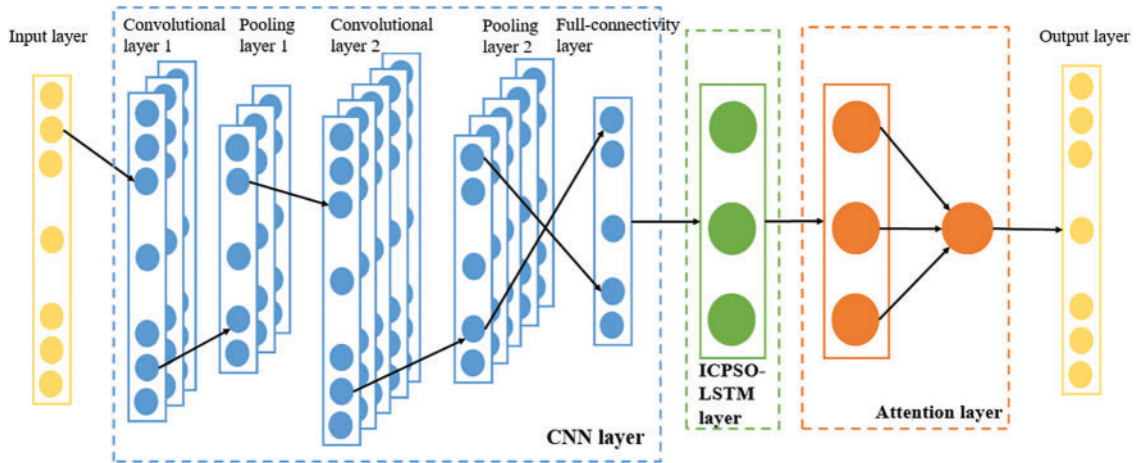 Input layer
Convolutional
layer 1
Pooling
layer 1
Convolutional
layer 2
Pooling
layer 2
Full-connectivity
layer
Output layer
ICPSO-
LSTM
layer
Attention layer
CNN layer